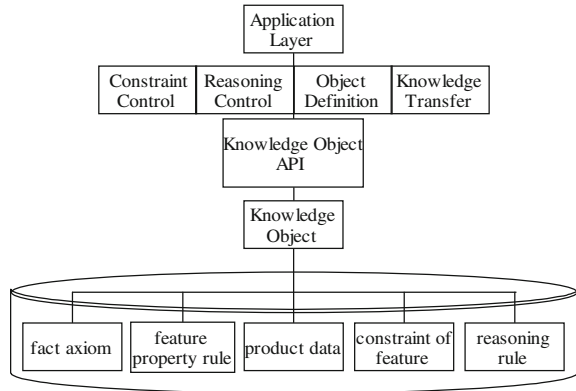 Application
Layer
Constraint
Control
Reasoning
Control
Object
Definition
Knowledge
Transfer
Knowledge Object
API
Knowledge
Object
fact axiom
feature
property rule
product data
constraint of
feature
reasoning
rule